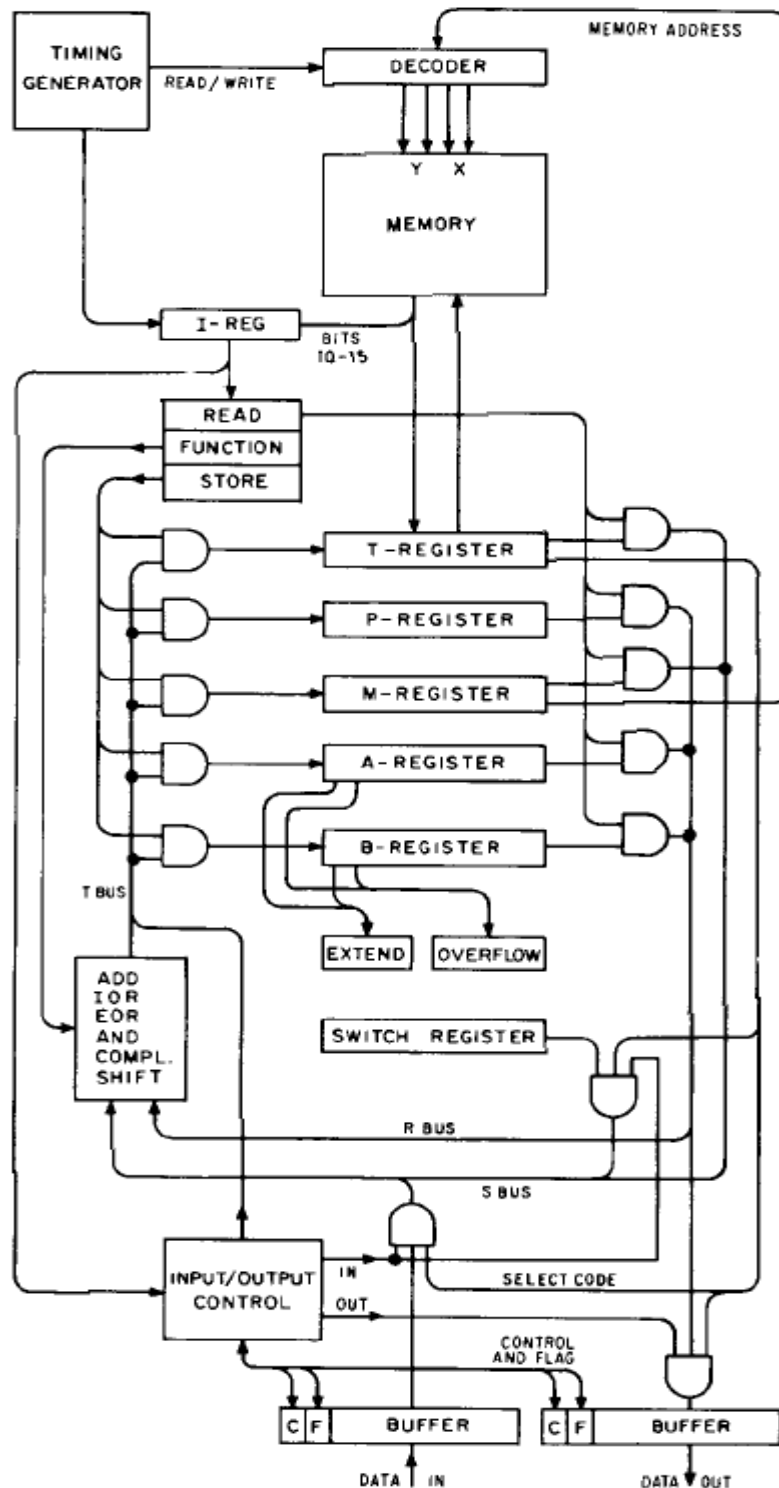 TIMING
GENERATOR
READ/WRITE
MEMORY ADDRESS
DECODER
Y X
MEMORY
I-REG
BITS
10-15
READ
FUNCTION
STORE
T-REGISTER
P-REGISTER
M-REGISTER
A-REGISTER
B-REGISTER
T BUS
EXTEND
OVERFLOW
ADD
IOR
EOR
AND
COMPL.
SHIFT
SWITCH REGISTER
R BUS
S BUS
INPUT/OUTPUT
CONTROL
IN
OUT
SELECT CODE
CONTROL
AND FLAG
C F BUFFER
C F BUFFER
DATA IN
DATA OUT